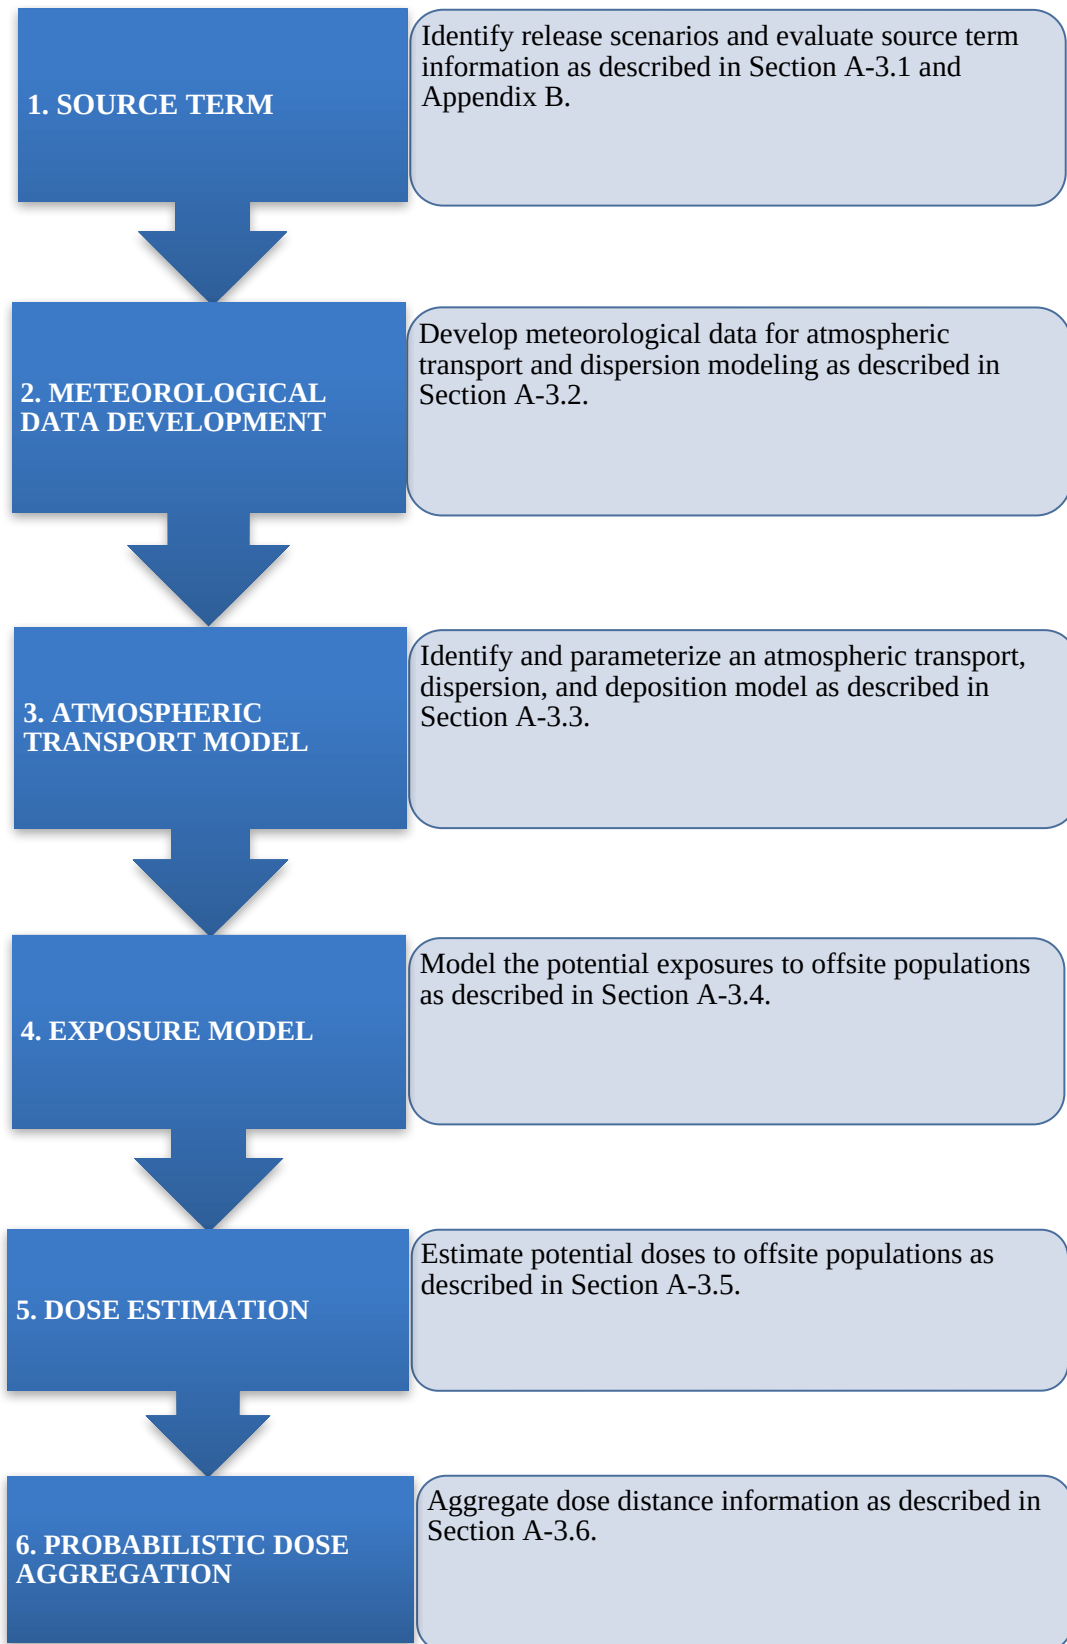 1. SOURCE TERM
Identify release scenarios and evaluate source term
information as described in Section A-3.1 and
Appendix B.
2. METEOROLOGICAL
DATA DEVELOPMENT
Develop meteorological data for atmospheric
transport and dispersion modeling as described in
Section A-3.2.
3. ATMOSPHERIC
TRANSPORT MODEL
Identify and parameterize an atmospheric transport,
dispersion, and deposition model as described in
Section A-3.3.
4. EXPOSURE MODEL
Model the potential exposures to offsite populations
as described in Section A-3.4.
5. DOSE ESTIMATION
Estimate potential doses to offsite populations as
described in Section A-3.5.
6. PROBABILISTIC DOSE
AGGREGATION
Aggregate dose distance information as described in
Section A-3.6.